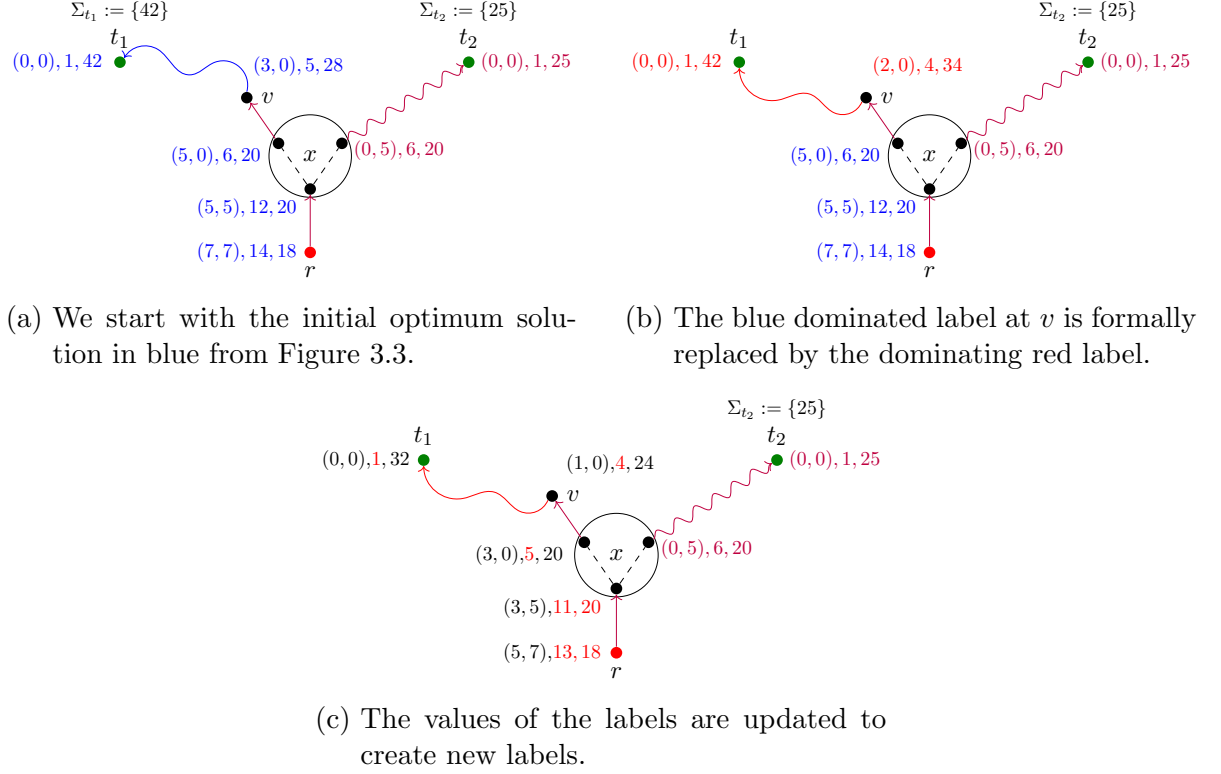 Σ_{t_1} := {42}
Σ_{t_2} := {25}
t_1
t_2
(0, 0), 1, 42
(3, 0), 5, 28
(0, 0), 1, 25
v
(5, 0), 6, 20
x
(0, 5), 6, 20
(5, 5), 12, 20
(7, 7), 14, 18
r
(a) We start with the initial optimum solu-
tion in blue from Figure 3.3.
Σ_{t_2} := {25}
t_1
t_2
(0, 0), 1, 42
(2, 0), 4, 34
(0, 0), 1, 25
v
(5, 0), 6, 20
x
(0, 5), 6, 20
(5, 5), 12, 20
(7, 7), 14, 18
r
(b) The blue dominated label at v is formally
replaced by the dominating red label.
Σ_{t_2} := {25}
t_1
t_2
(0, 0),1, 32
(1, 0),4, 24
(0, 0), 1, 25
v
(3, 0),5, 20
x
(0, 5), 6, 20
(3, 5),11, 20
(5, 7),13, 18
r
(c) The values of the labels are updated to
create new labels.